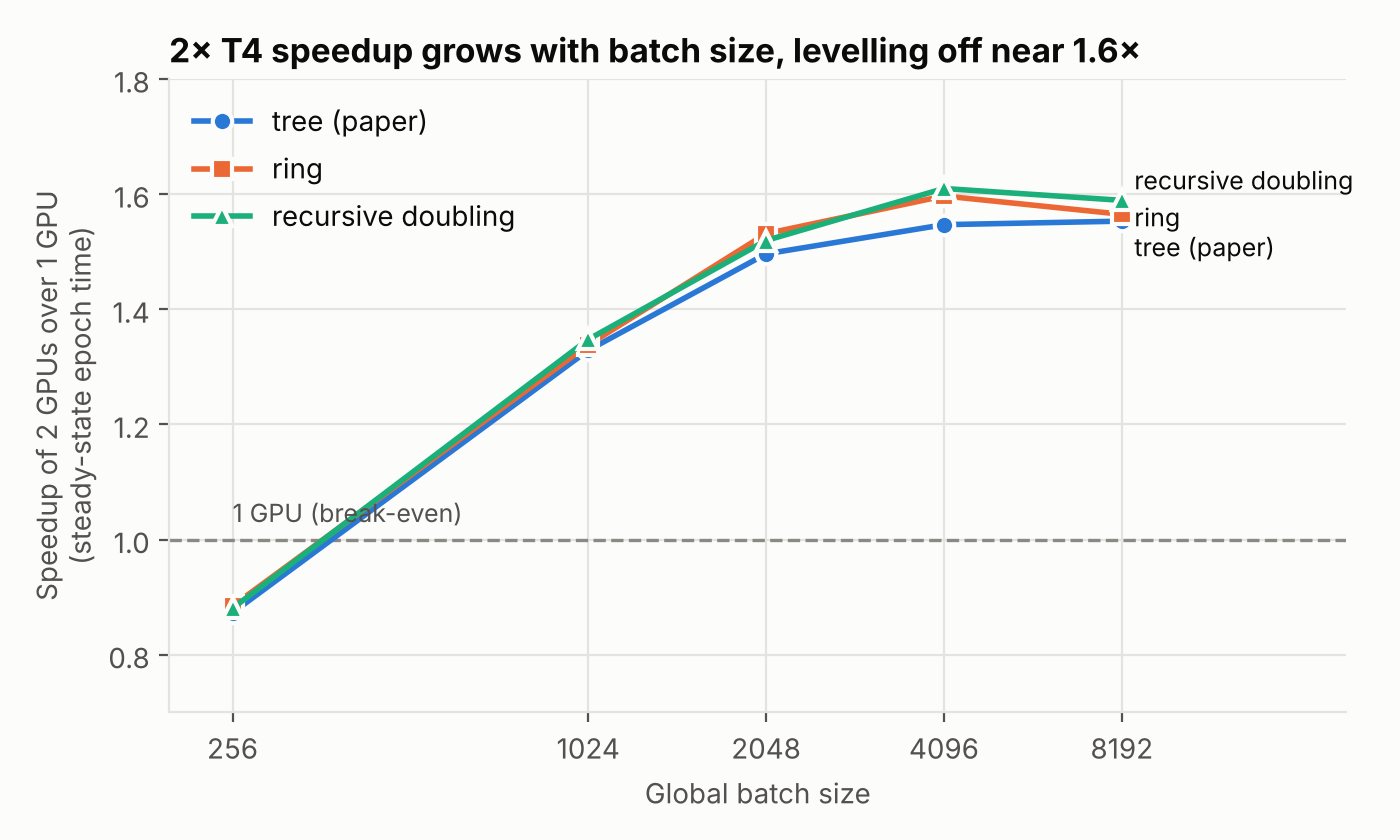 2× T4 speedup grows with batch size, levelling off near 1.6×
tree (paper)
ring
recursive doubling
1.8
1.6
1.4
1.2
1.0
0.8
Speedup of 2 GPUs over 1 GPU
(steady-state epoch time)
1 GPU (break-even)
recursive doubling
ring
tree (paper)
256
1024
2048
4096
8192
Global batch size